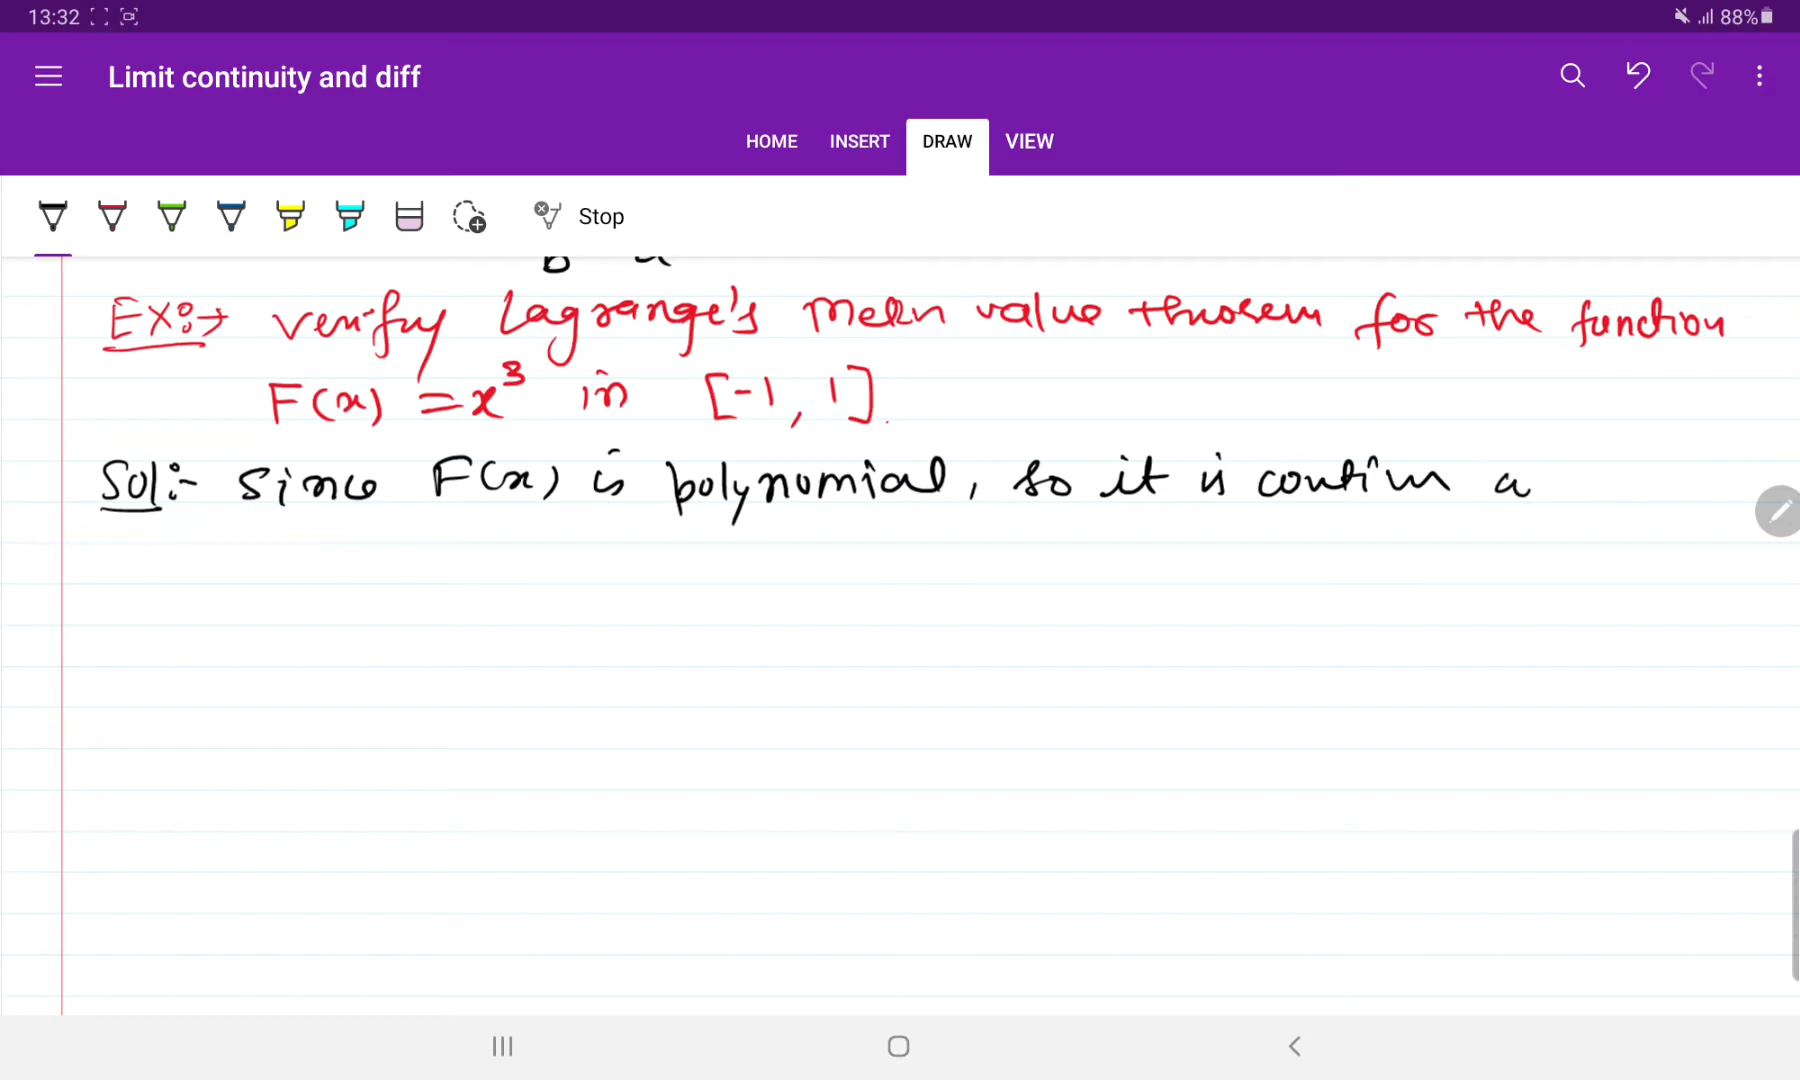 13:32
88%
Limit continuity and diff
HOME INSERT DRAW VIEW
Stop
Ex:→ verify Lagrange's mean value theorem for the function
F(x) = x³ in [-1, 1].
Sol:- Since F(x) is polynomial, so it is contin a